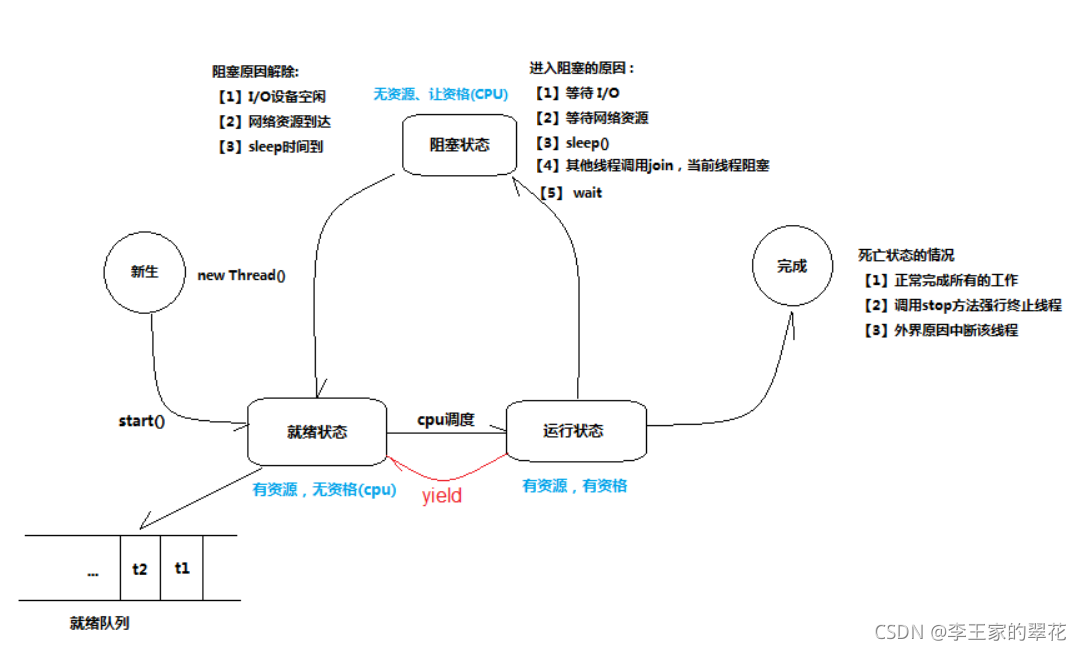 阻塞原因解除:
【1】I/O设备空闲
【2】网络资源到达
【3】sleep时间到
无资源、让资格(CPU)
阻塞状态
进入阻塞的原因：
【1】等待 I/O
【2】等待网络资源
【3】sleep()
【4】其他线程调用join，当前线程阻塞
【5】 wait
新生
new Thread()
完成
死亡状态的情况
【1】正常完成所有的工作
【2】调用stop方法强行终止线程
【3】外界原因中断该线程
start()
就绪状态
cpu调度
运行状态
有资源，无资格(cpu)
yield
有资源，有资格
...
t2
t1
就绪队列
CSDN @李王家的翠花